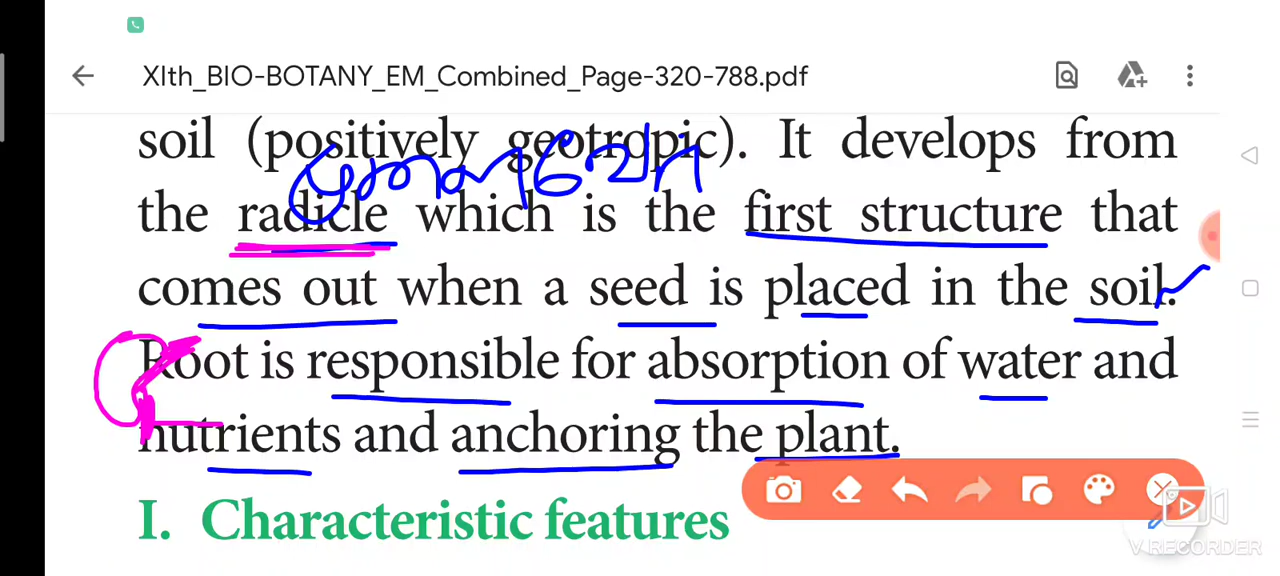 XIth_BIO-BOTANY_EM_Combined_Page-320-788.pdf
soil (positively geotropic). It develops from
the radicle which is the first structure that
comes out when a seed is placed in the soil.
Root is responsible for absorption of water and
nutrients and anchoring the plant.
I. Characteristic features
V RECORDER